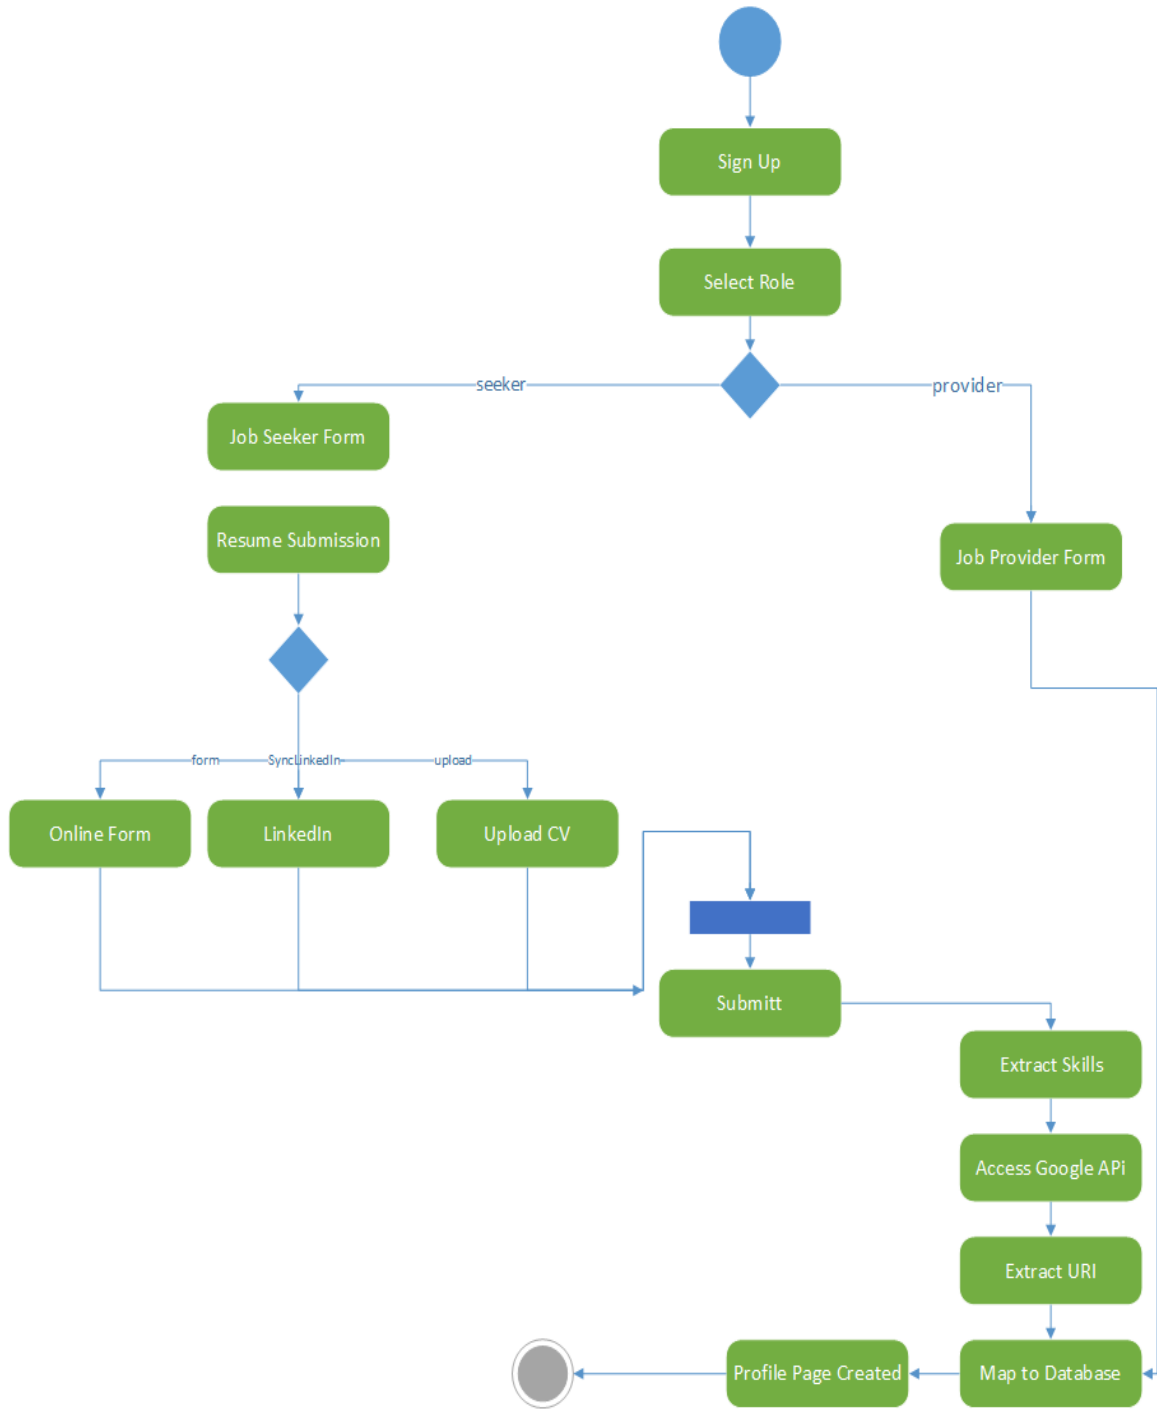 Sign Up
Select Role
seeker
provider
Job Seeker Form
Resume Submission
Job Provider Form
form
SyncLinkedIn
upload
Online Form
LinkedIn
Upload CV
Submitt
Extract Skills
Access Google APi
Extract URI
Profile Page Created
Map to Database